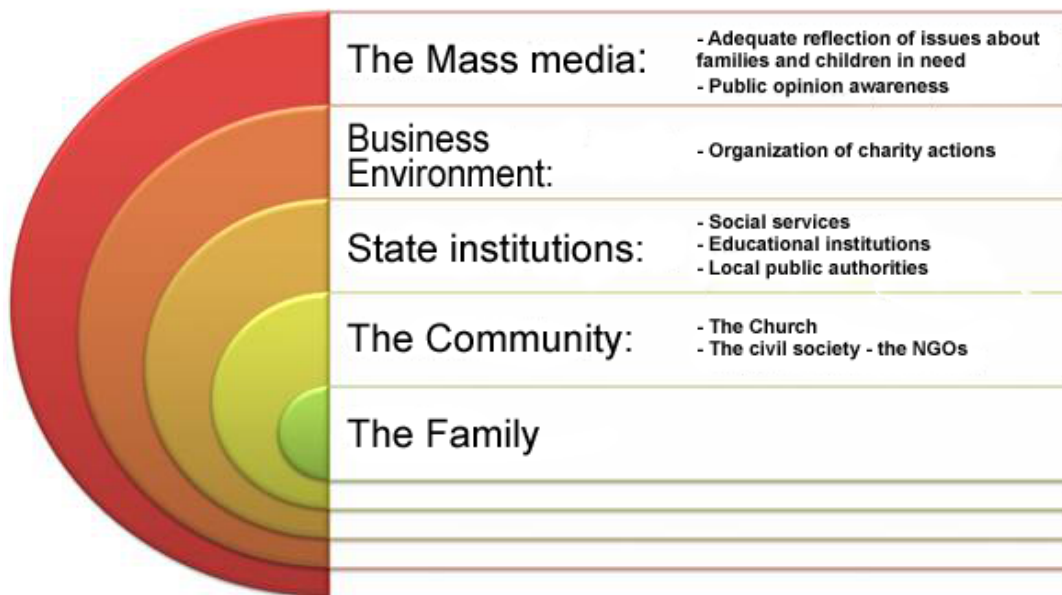 The Mass media:
- Adequate reflection of issues about
families and children in need
- Public opinion awareness
Business
Environment:
- Organization of charity actions
State institutions:
- Social services
- Educational institutions
- Local public authorities
The Community:
- The Church
- The civil society - the NGOs
The Family